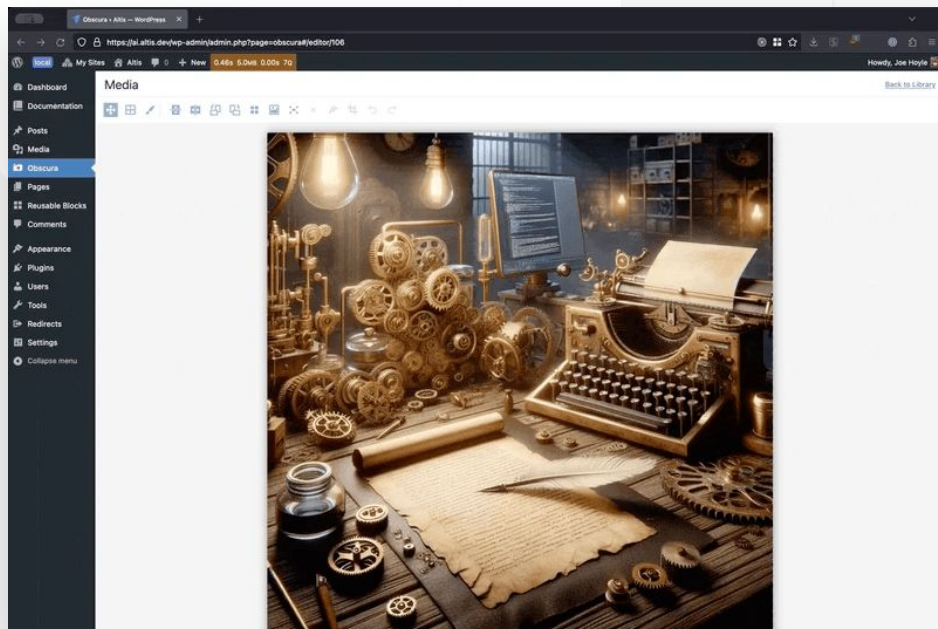 Obscura ‹ Altis — WordPress
https://ai.altis.dev/wp-admin/admin.php?page=obscura#/editor/106
local My Sites Altis 0 New 0.46s 5.0MB 0.00s 7Q Howdy, Joe Hoyle
Dashboard
Documentation
Posts
Media
Obscura
Pages
Reusable Blocks
Comments
Appearance
Plugins
Users
Tools
Redirects
Settings
Collapse menu
Media
Back to Library